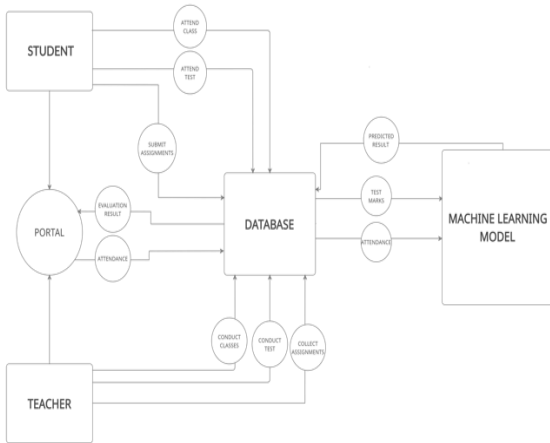 STUDENT
ATTEND
CLASS
ATTEND
TEST
SUBMIT
ASSIGNMENTS
PREDICTED
RESULT
EVALUATION
RESULT
TEST
MARKS
PORTAL
DATABASE
MACHINE LEARNING
MODEL
ATTENDANCE
ATTENDANCE
CONDUCT
CLASSES
CONDUCT
TEST
COLLECT
ASSIGNMENTS
TEACHER